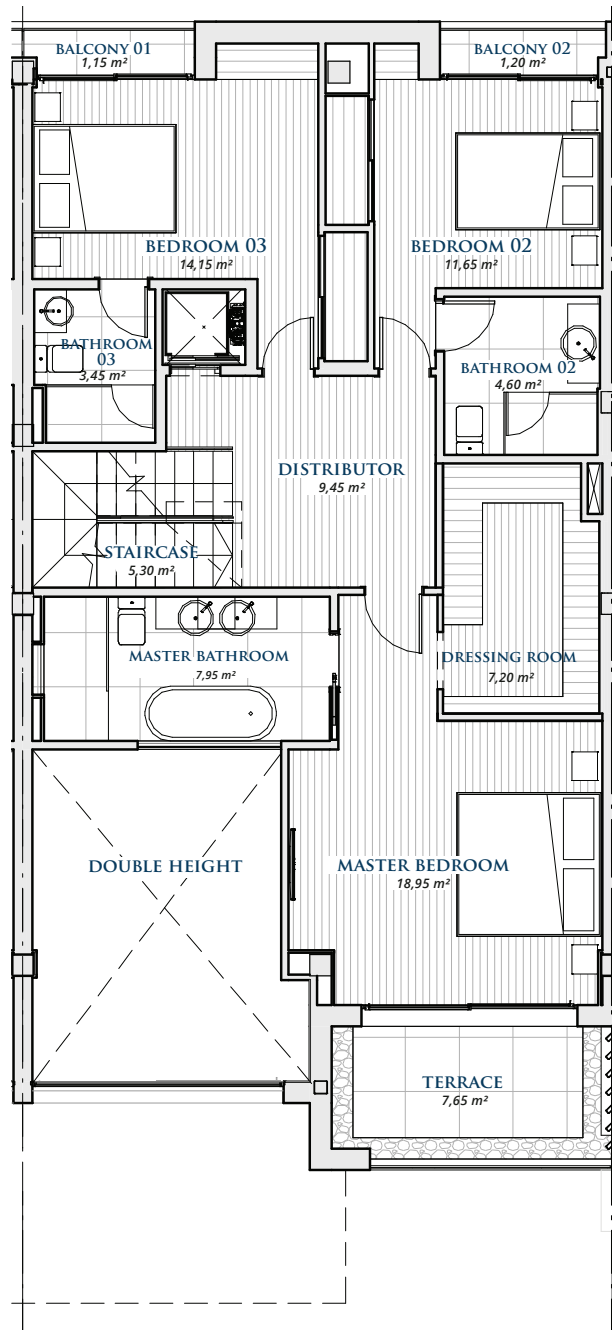 BALCONY 01
1,15 m²
BALCONY 02
1,20 m²
BEDROOM 03
14,15 m²
BEDROOM 02
11,65 m²
BATHROOM
03
3,45 m²
BATHROOM 02
4,60 m²
DISTRIBUTOR
9,45 m²
STAIRCASE
5,30 m²
MASTER BATHROOM
7,95 m²
DRESSING ROOM
7,20 m²
DOUBLE HEIGHT
MASTER BEDROOM
18,95 m²
TERRACE
7,65 m²